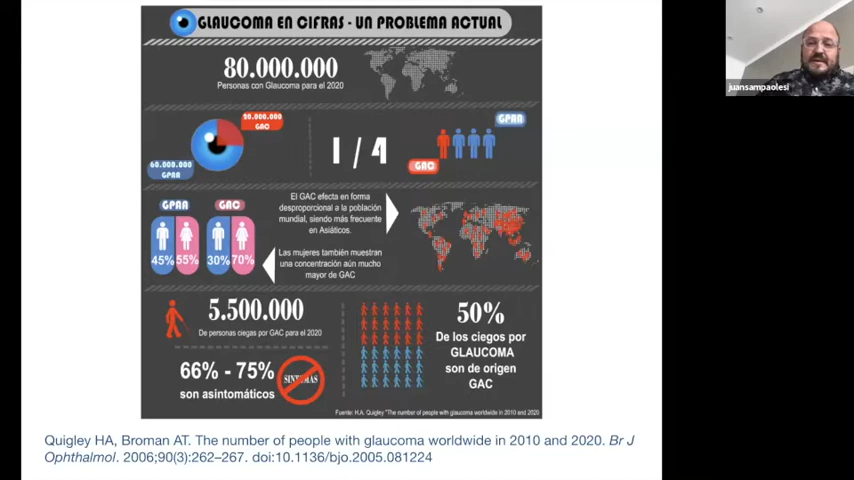 GLAUCOMA EN CIFRAS - UN PROBLEMA ACTUAL
80.000.000
Personas con Glaucoma para el 2020
20.000.000
GAC
60.000.000
GPAA
1 / 4
GPAA
GAC
GPAA
GAC
45%
55%
30%
70%
El GAC efecta en forma
desproporcional a la población
mundial, siendo más frecuente
en Asiáticos.
Las mujeres también muestran
una concentración aún mucho
mayor de GAC
5.500.000
De personas ciegas por GAC para el 2020
66% - 75%
son asintomáticos
SINTOMAS
50%
De los ciegos por
GLAUCOMA
son de origen
GAC
Fuente: H.A. Quigley "The number of people with glaucoma worldwide in 2010 and 2020
Quigley HA, Broman AT. The number of people with glaucoma worldwide in 2010 and 2020. Br J
Ophthalmol. 2006;90(3):262–267. doi:10.1136/bjo.2005.081224
juansampaolesi